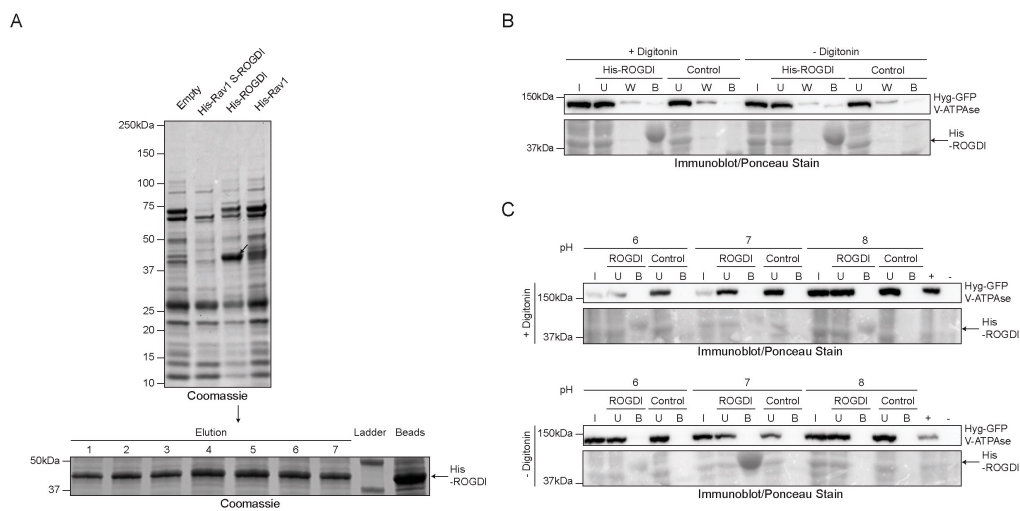 A
Empty
His-Rav1 S-ROGDI
His-ROGDI
His-Rav1
250kDa
150
100
75
50
37
25
20
15
10
Coomassie
Elution Ladder Beads
1 2 3 4 5 6 7
50kDa
37
His
-ROGDI
Coomassie
B
+ Digitonin - Digitonin
His-ROGDI Control His-ROGDI Control
I U W B U W B I U W B U W B
150kDa
Hyg-GFP
V-ATPAse
37kDa
His
-ROGDI
Immunoblot/Ponceau Stain
C
pH 6 7 8
ROGDI Control ROGDI Control ROGDI Control
I U B U B I U B U B I U B U B + -
+ Digitonin
150kDa
Hyg-GFP
V-ATPAse
37kDa
His
-ROGDI
Immunoblot/Ponceau Stain
pH 6 7 8
ROGDI Control ROGDI Control ROGDI Control
I U B U B I U B U B I U B U B + -
- Digitonin
150kDa
Hyg-GFP
V-ATPAse
37kDa
His
-ROGDI
Immunoblot/Ponceau Stain